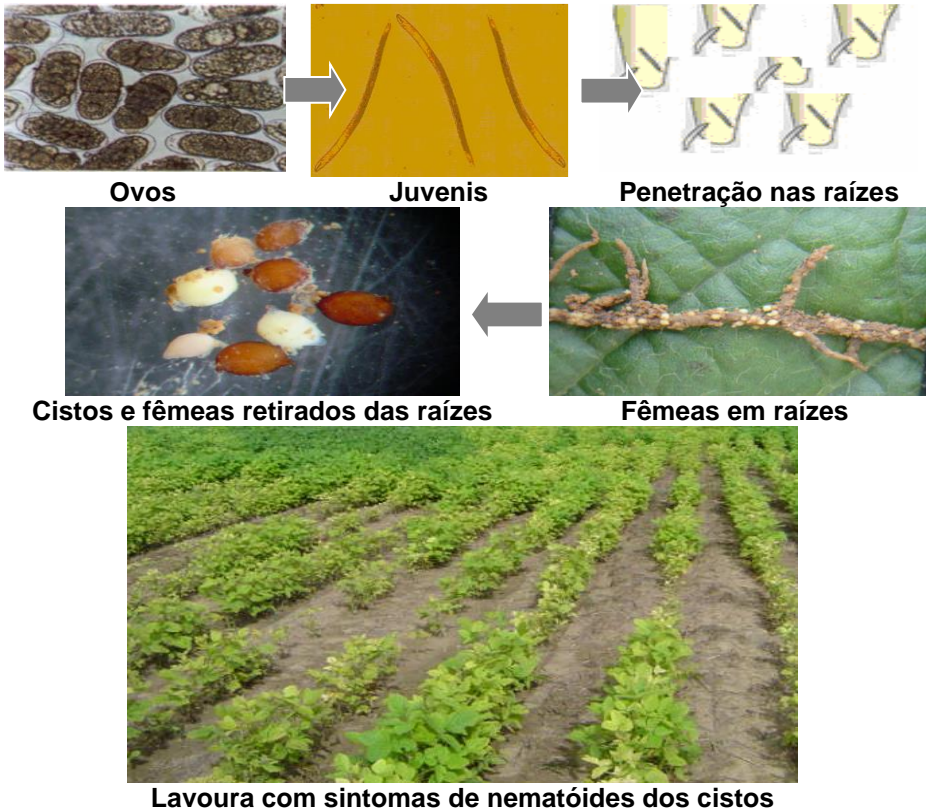 Ovos
Juvenis
Penetração nas raízes
Cistos e fêmeas retirados das raízes
Fêmeas em raízes
Lavoura com sintomas de nematóides dos cistos